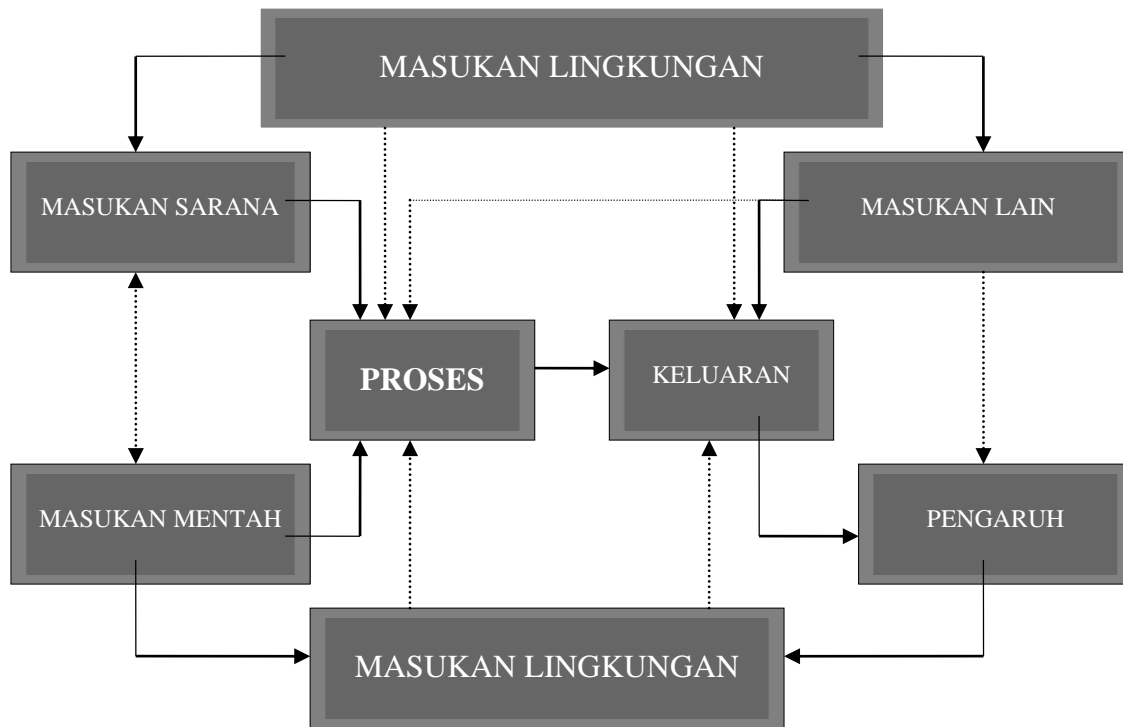 MASUKAN LINGKUNGAN
MASUKAN SARANA
MASUKAN LAIN
PROSES
KELUARAN
MASUKAN MENTAH
PENGARUH
MASUKAN LINGKUNGAN